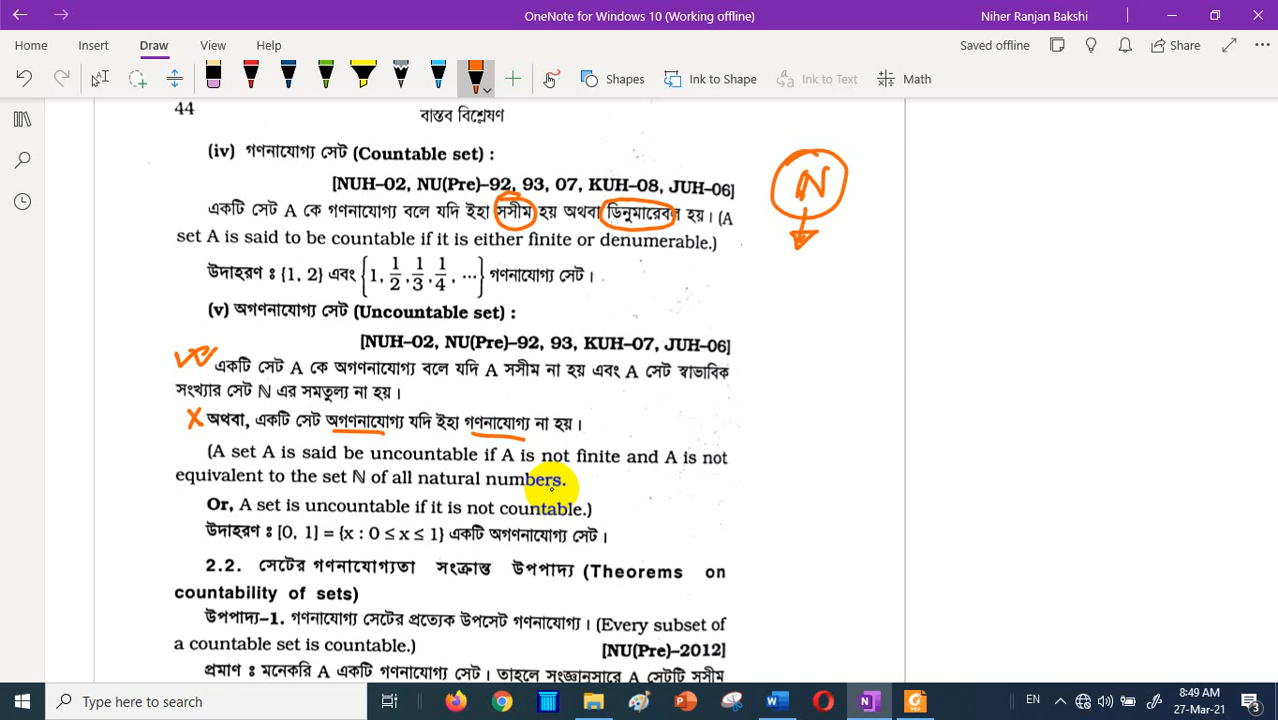 OneNote for Windows 10 (Working offline)
Niher Ranjan Bakshi
Home Insert Draw View Help
Saved offline
Share
Shapes
Ink to Shape
Ink to Text
Math
44
বাস্তব বিশ্লেষণ
(iv) গণনাযোগ্য সেট (Countable set) :
[NUH–02, NU(Pre)–92, 93, 07, KUH–08, JUH–06]
N
একটি সেট A কে গণনাযোগ্য বলে যদি ইহা সসীম হয় অথবা ডিনুমারেবল হয়। (A
set A is said to be countable if it is either finite or denumerable.)
উদাহরণ ঃ {1, 2} এবং {1, 1/2, 1/3, 1/4, ...} গণনাযোগ্য সেট।
(v) অগণনাযোগ্য সেট (Uncountable set) :
[NUH–02, NU(Pre)–92, 93, KUH–07, JUH–06]
একটি সেট A কে অগণনাযোগ্য বলে যদি A সসীম না হয় এবং A সেট স্বাভাবিক
সংখ্যার সেট ℕ এর সমতুল্য না হয়।
অথবা, একটি সেট অগণনাযোগ্য যদি ইহা গণনাযোগ্য না হয়।
(A set A is said be uncountable if A is not finite and A is not
equivalent to the set ℕ of all natural numbers.
Or, A set is uncountable if it is not countable.)
উদাহরণ ঃ [0, 1] = {x : 0 ≤ x ≤ 1} একটি অগণনাযোগ্য সেট।
2.2. সেটের গণনাযোগ্যতা সংক্রান্ত উপপাদ্য (Theorems on
countability of sets)
উপপাদ্য–1. গণনাযোগ্য সেটের প্রত্যেক উপসেট গণনাযোগ্য। (Every subset of
a countable set is countable.)
[NU(Pre)–2012]
প্রমাণ ঃ মনেকরি A একটি গণনাযোগ্য সেট। তাহলে সংজ্ঞানুসারে A সেটটি সসীম
Type here to search
EN
8:49 AM
27-Mar-21
3